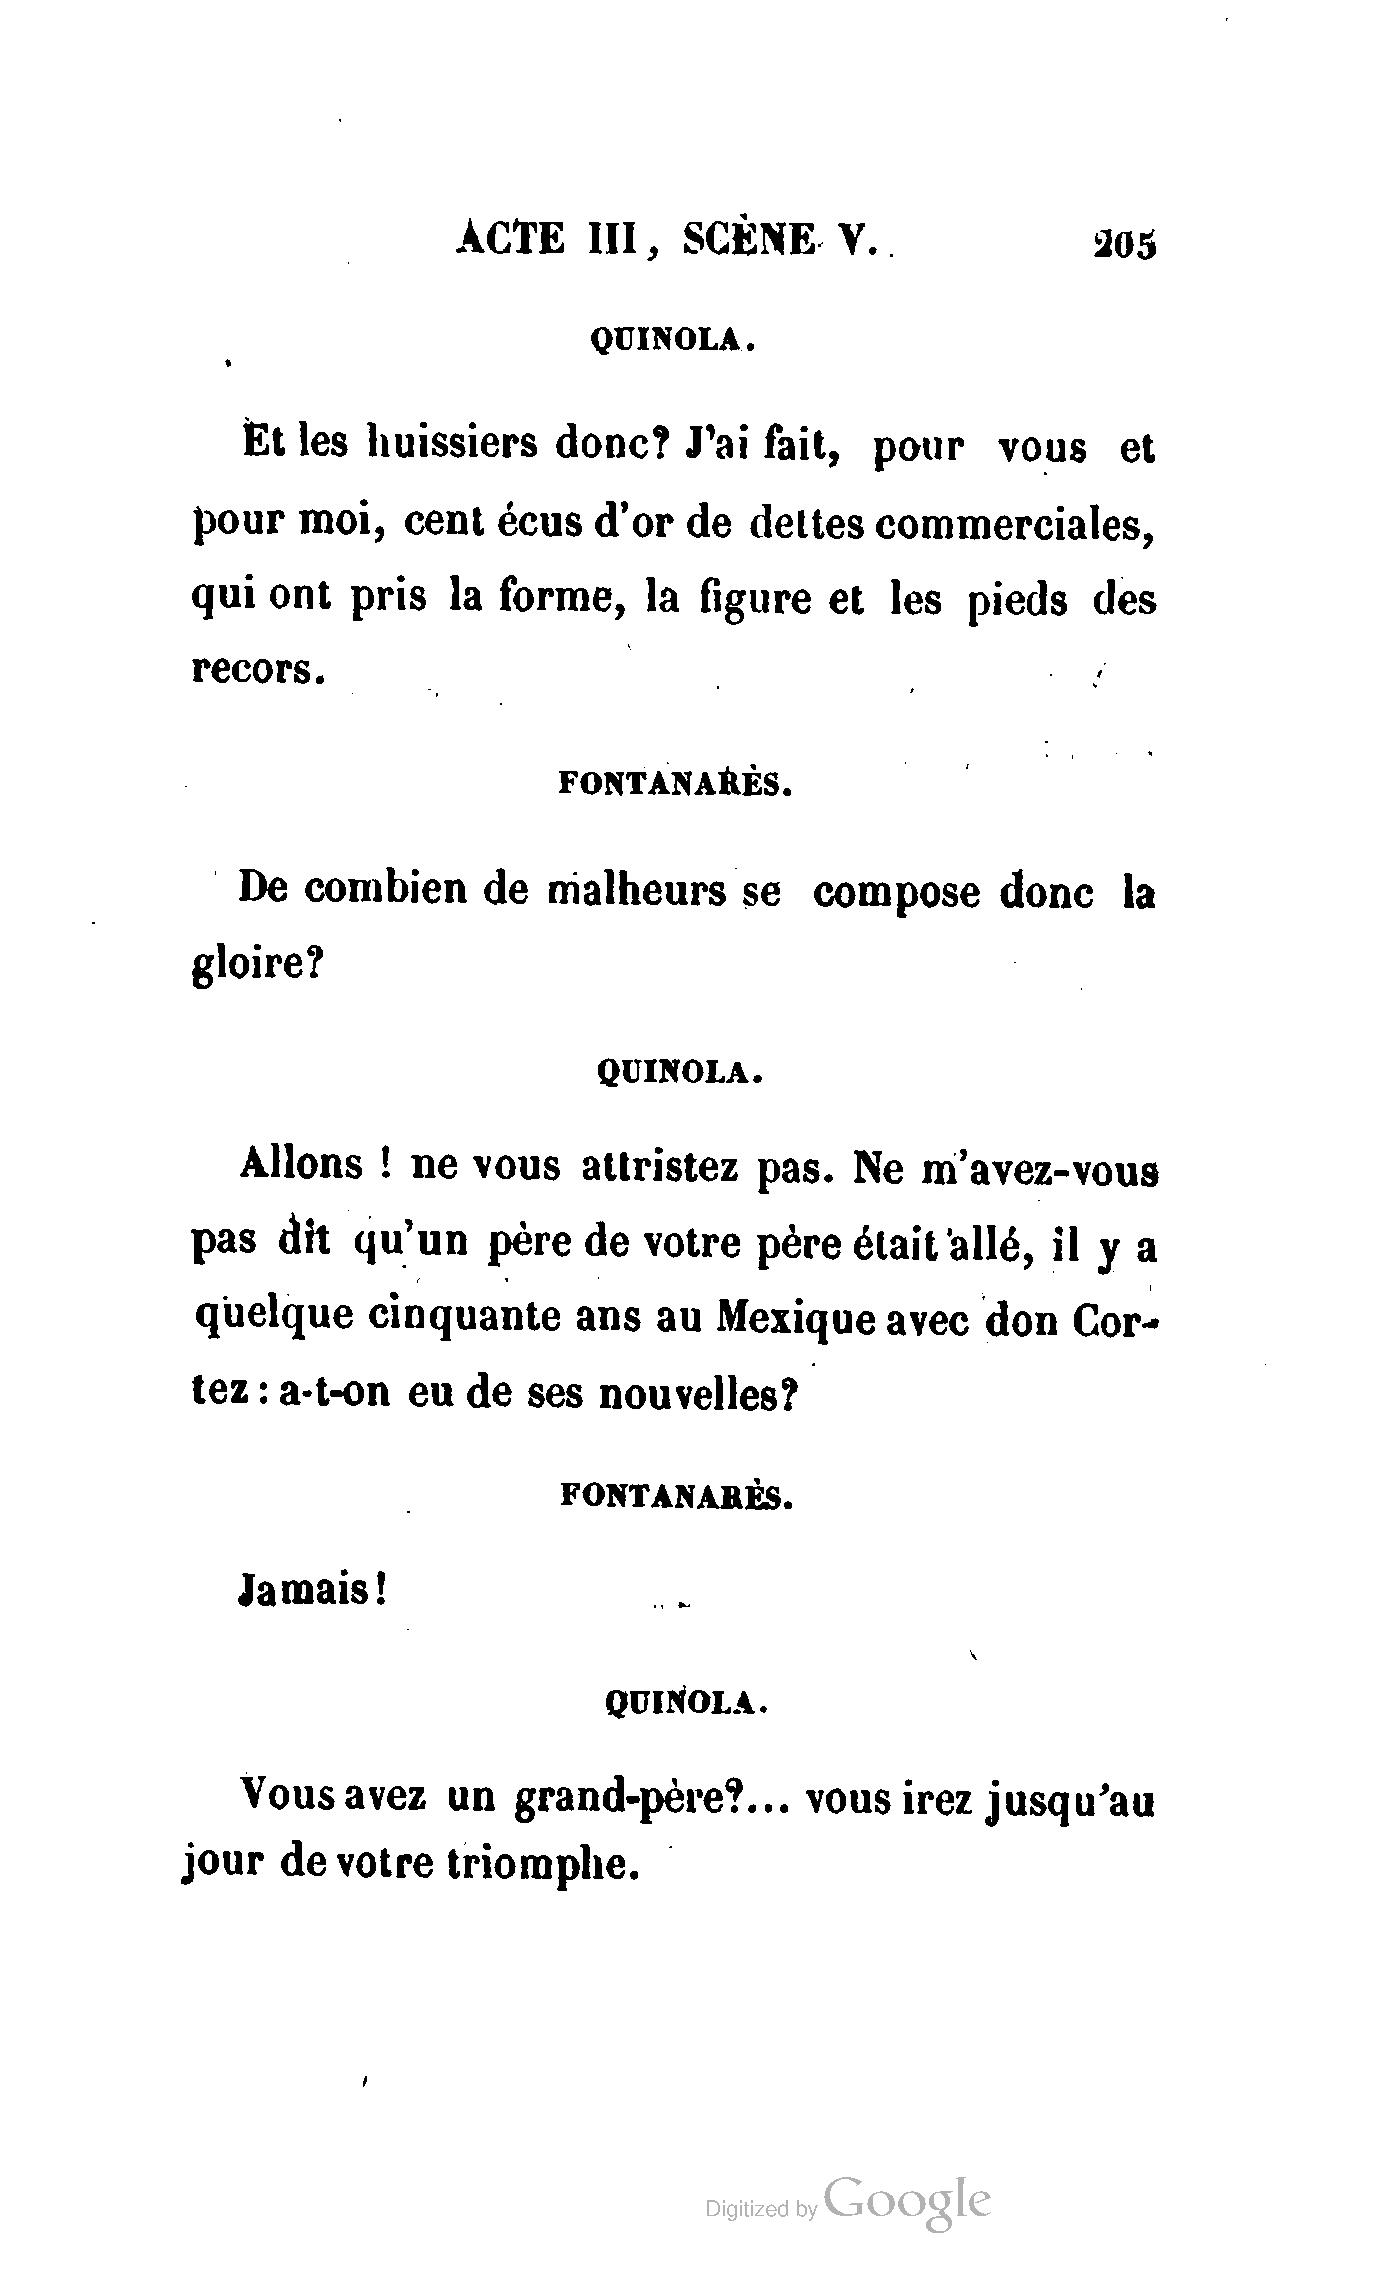 ACTE III, SCÈNE V. 205
QUINOLA.
Et les huissiers donc? J'ai fait, pour vous et
pour moi, cent écus d'or de dettes commerciales,
qui ont pris la forme, la figure et les pieds des
recors.
FONTANARÈS.
De combien de malheurs se compose donc la
gloire?
QUINOLA.
Allons ! ne vous attristez pas. Ne m'avez-vous
pas dit qu'un père de votre père était allé, il y a
quelque cinquante ans au Mexique avec don Cor-
tez : a-t-on eu de ses nouvelles?
FONTANARÈS.
Jamais!
QUINOLA.
Vous avez un grand-père?... vous irez jusqu'au
jour de votre triomphe.
Digitized by Google